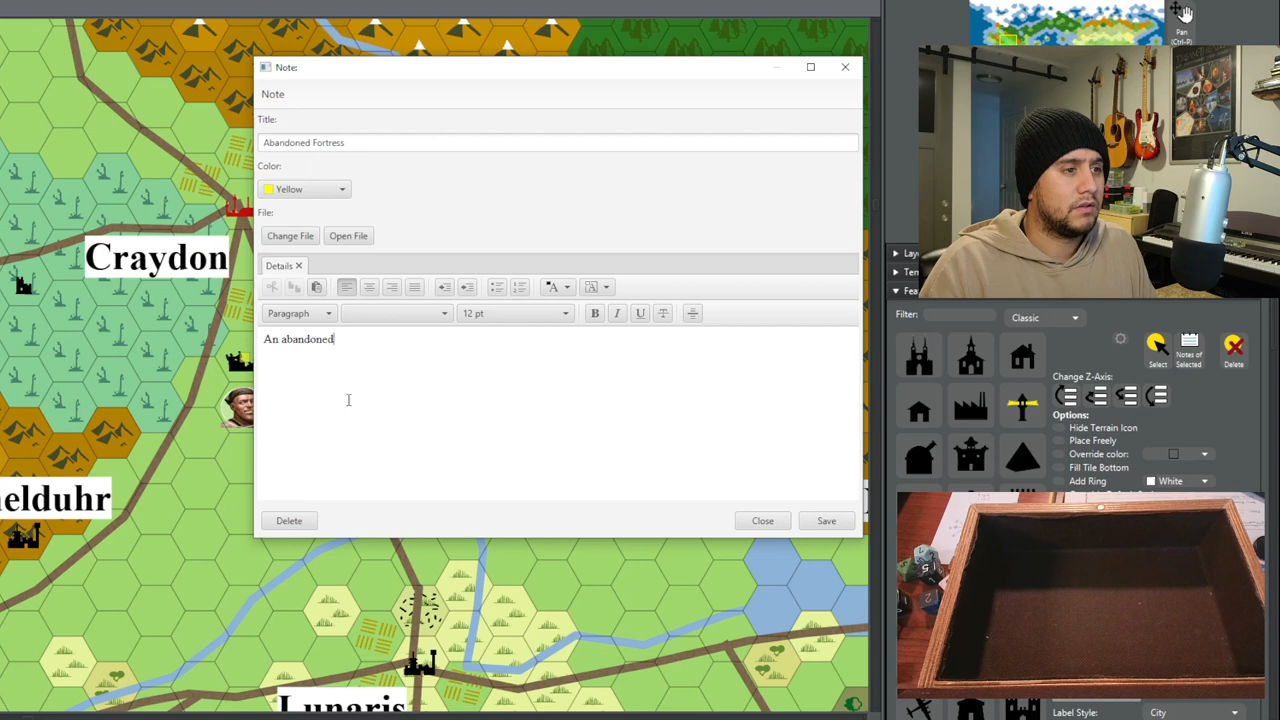 Pan
(Ctrl-P)
Note:
Note
Title:
Abandoned Fortress
Color:
Yellow
File:
Change File
Open File
Details
Paragraph
12 pt
B I U T
An abandoned
Delete
Close
Save
Craydon
elduhr
Lunaris
Filter:
Classic
Select
Notes of
Selected
Delete
Change Z-Axis:
Options:
Hide Terrain Icon
Place Freely
Override color:
Fill Tile Bottom
Add Ring
White
Label Style:
City